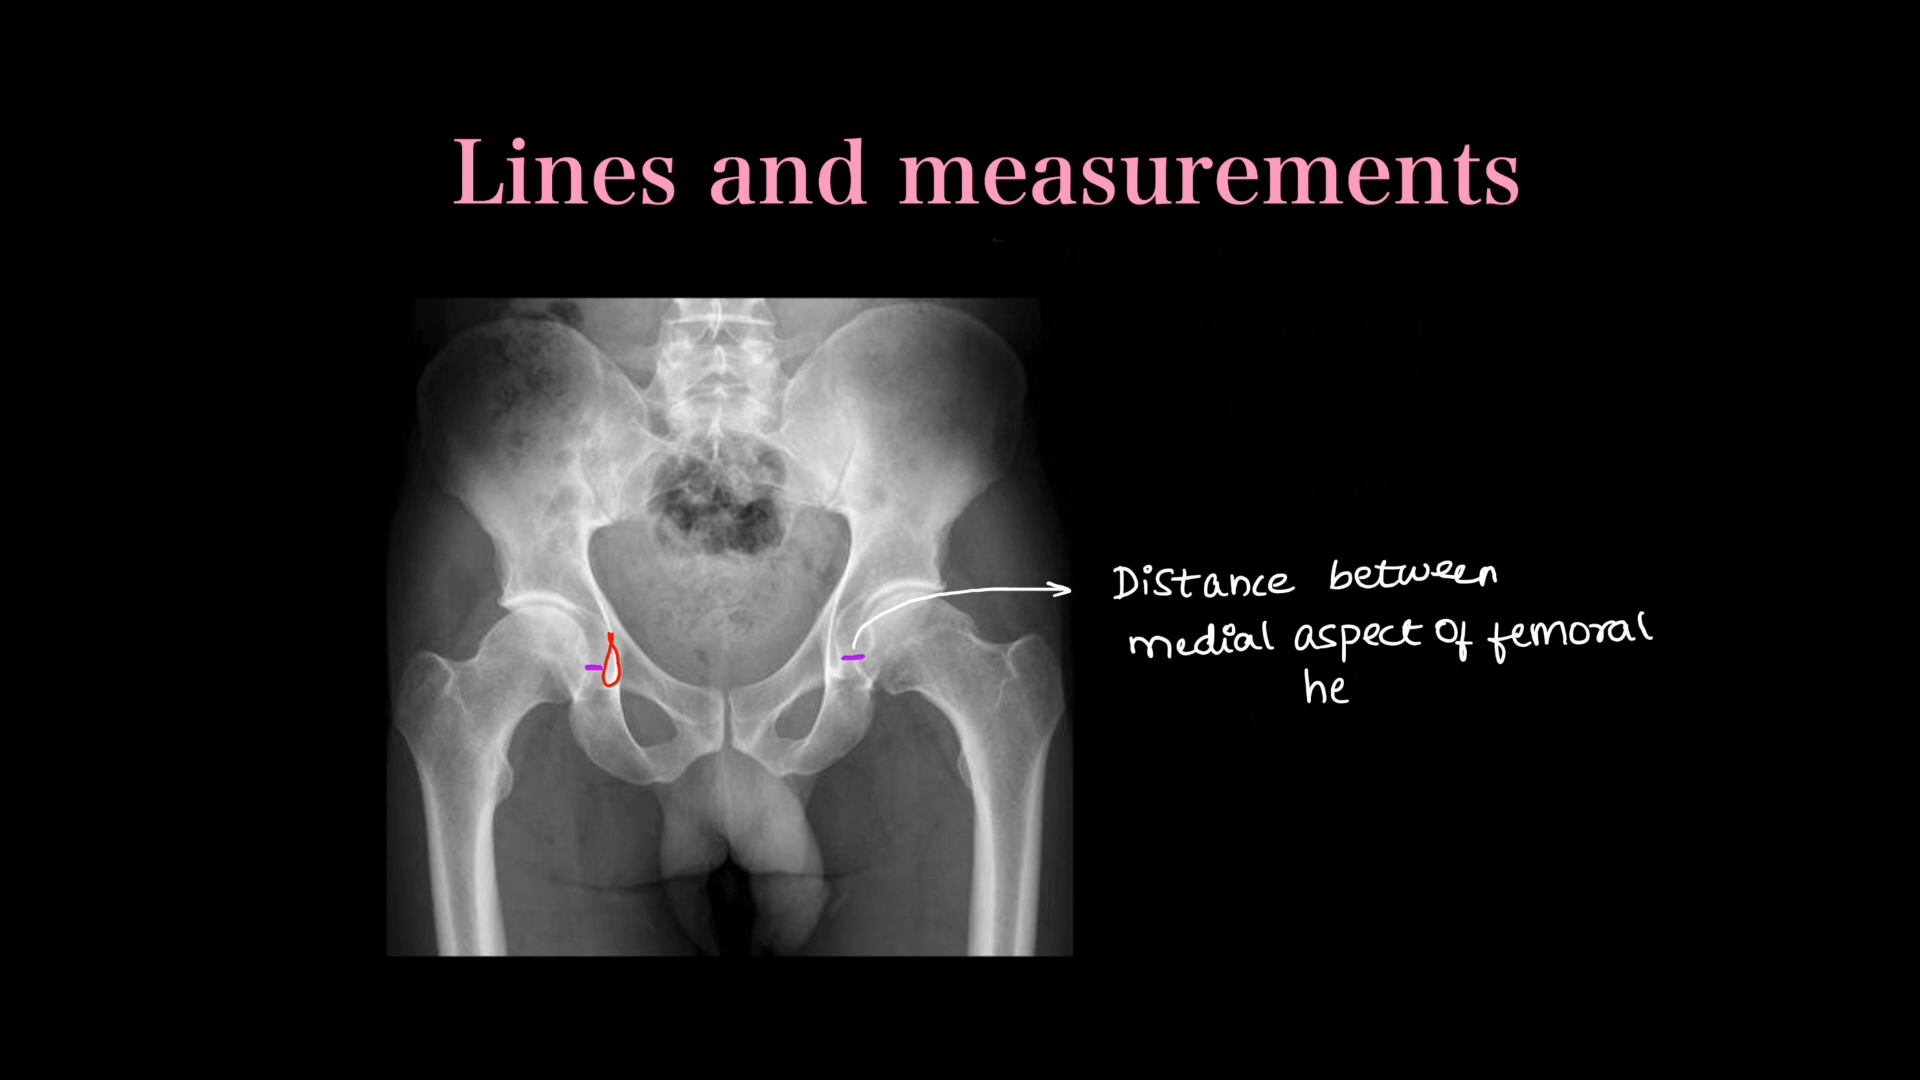 Lines and measurements
Distance between
medial aspect of femoral
he